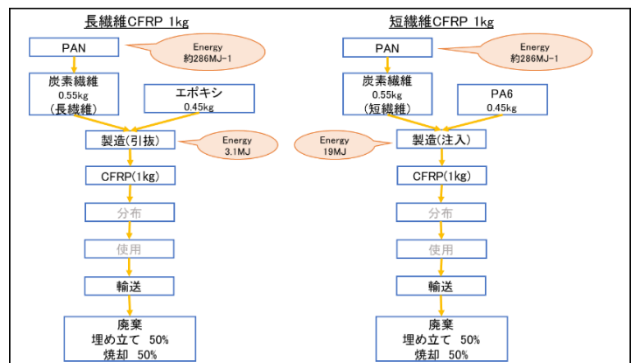 長繊維CFRP 1kg
PAN
Energy
約286MJ-1
炭素繊維
0.55kg
(長繊維)
エポキシ
0.45kg
製造(引抜)
Energy
3.1MJ
CFRP(1kg)
分布
使用
輸送
廃棄
埋め立て 50%
焼却 50%
短繊維CFRP 1kg
PAN
Energy
約286MJ-1
炭素繊維
0.55kg
(短繊維)
PA6
0.45kg
製造(注入)
Energy
19MJ
CFRP(1kg)
分布
使用
輸送
廃棄
埋め立て 50%
焼却 50%